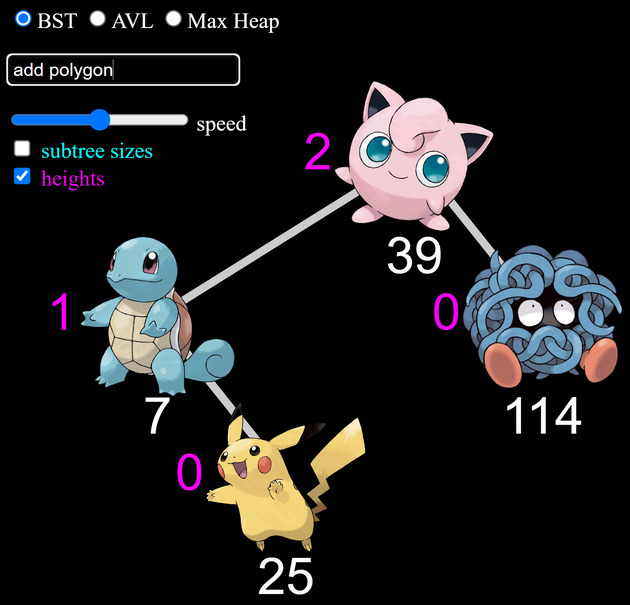 BST AVL Max Heap
add polygon
speed
subtree sizes
heights
2
39
1
0
7
114
0
25